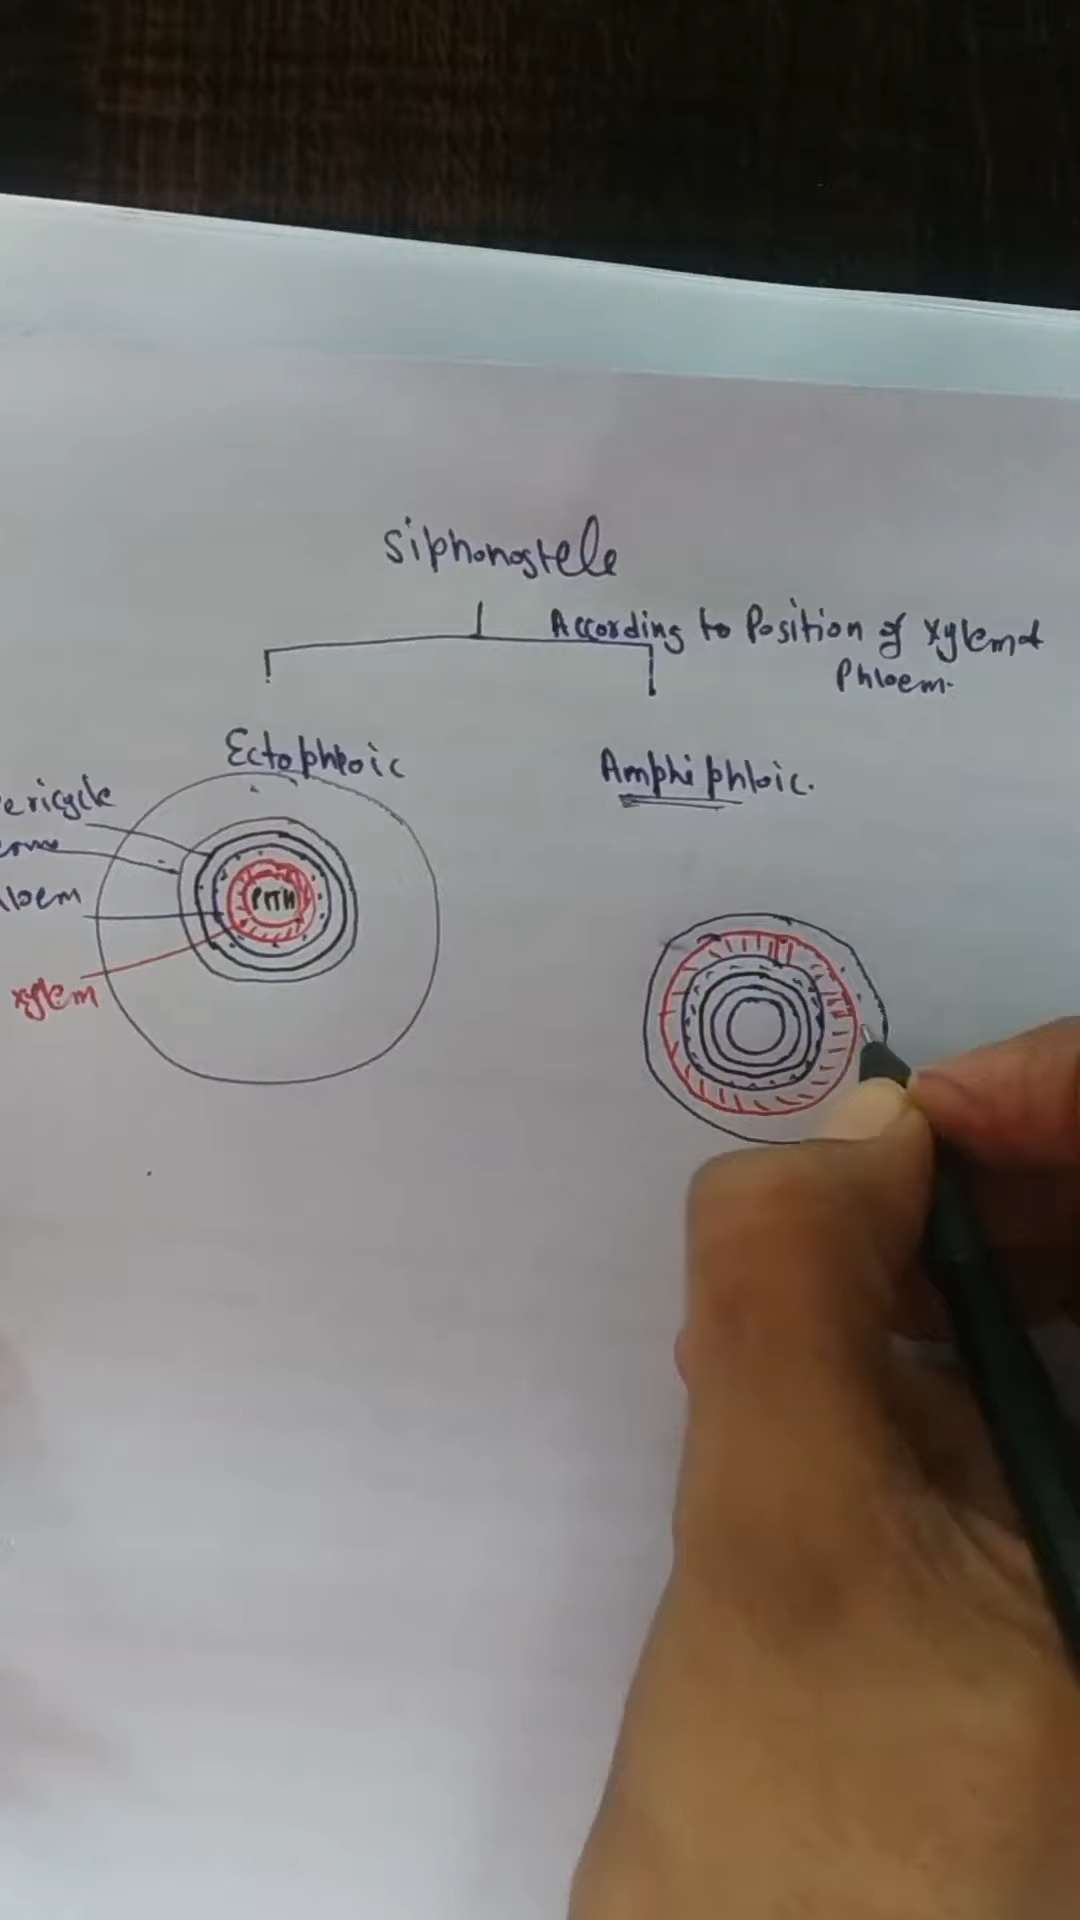 Siphonostele
According to Position of xylem &
Phloem.
Ectophloic
Amphiphloic.
ericycle
loem
PITH
xylem